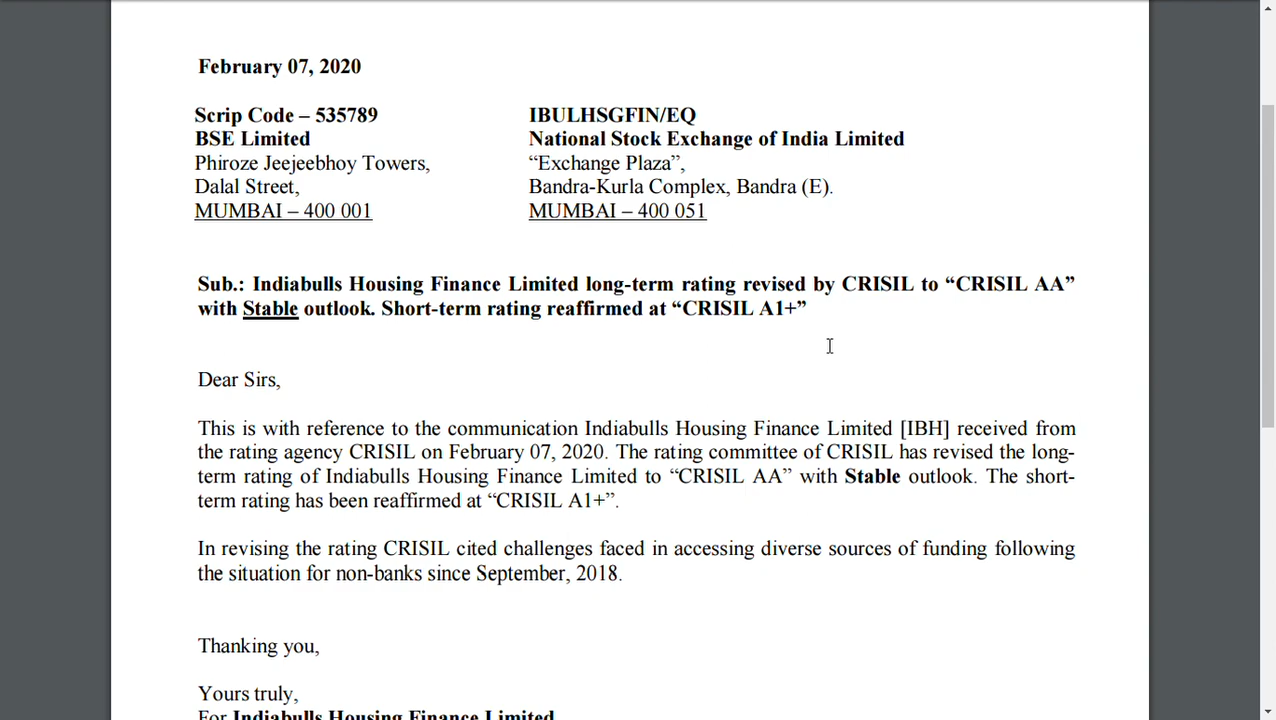 February 07, 2020
Scrip Code – 535789
BSE Limited
Phiroze Jeejeebhoy Towers,
Dalal Street,
MUMBAI – 400 001
IBULHSGFIN/EQ
National Stock Exchange of India Limited
“Exchange Plaza”,
Bandra-Kurla Complex, Bandra (E).
MUMBAI – 400 051
Sub.: Indiabulls Housing Finance Limited long-term rating revised by CRISIL to “CRISIL AA”
with Stable outlook. Short-term rating reaffirmed at “CRISIL A1+”
Dear Sirs,
This is with reference to the communication Indiabulls Housing Finance Limited [IBH] received from
the rating agency CRISIL on February 07, 2020. The rating committee of CRISIL has revised the long-
term rating of Indiabulls Housing Finance Limited to “CRISIL AA” with Stable outlook. The short-
term rating has been reaffirmed at “CRISIL A1+”.
In revising the rating CRISIL cited challenges faced in accessing diverse sources of funding following
the situation for non-banks since September, 2018.
Thanking you,
Yours truly,
For Indiabulls Housing Finance Limited